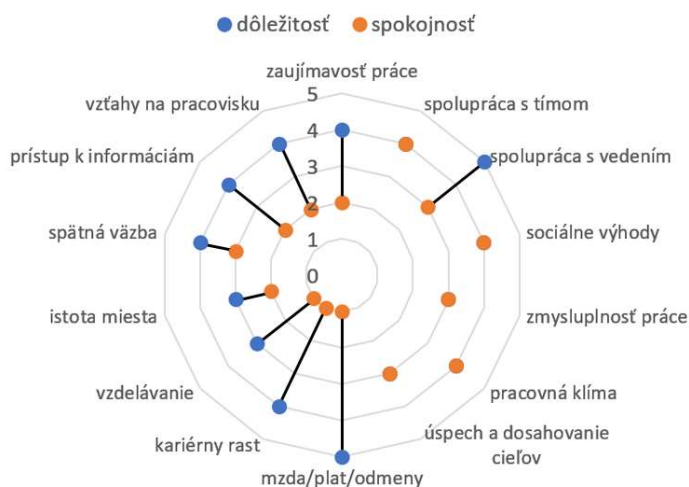 dôležitosť spokojnosť
zaujímavosť práce
vzťahy na pracovisku
spolupráca s tímom
prístup k informáciám
spolupráca s vedením
spätná väzba
sociálne výhody
istota miesta
zmysluplnosť práce
vzdelávanie
pracovná klíma
kariérny rast
úspech a dosahovanie
cieľov
mzda/plat/odmeny
5
4
3
2
1
0